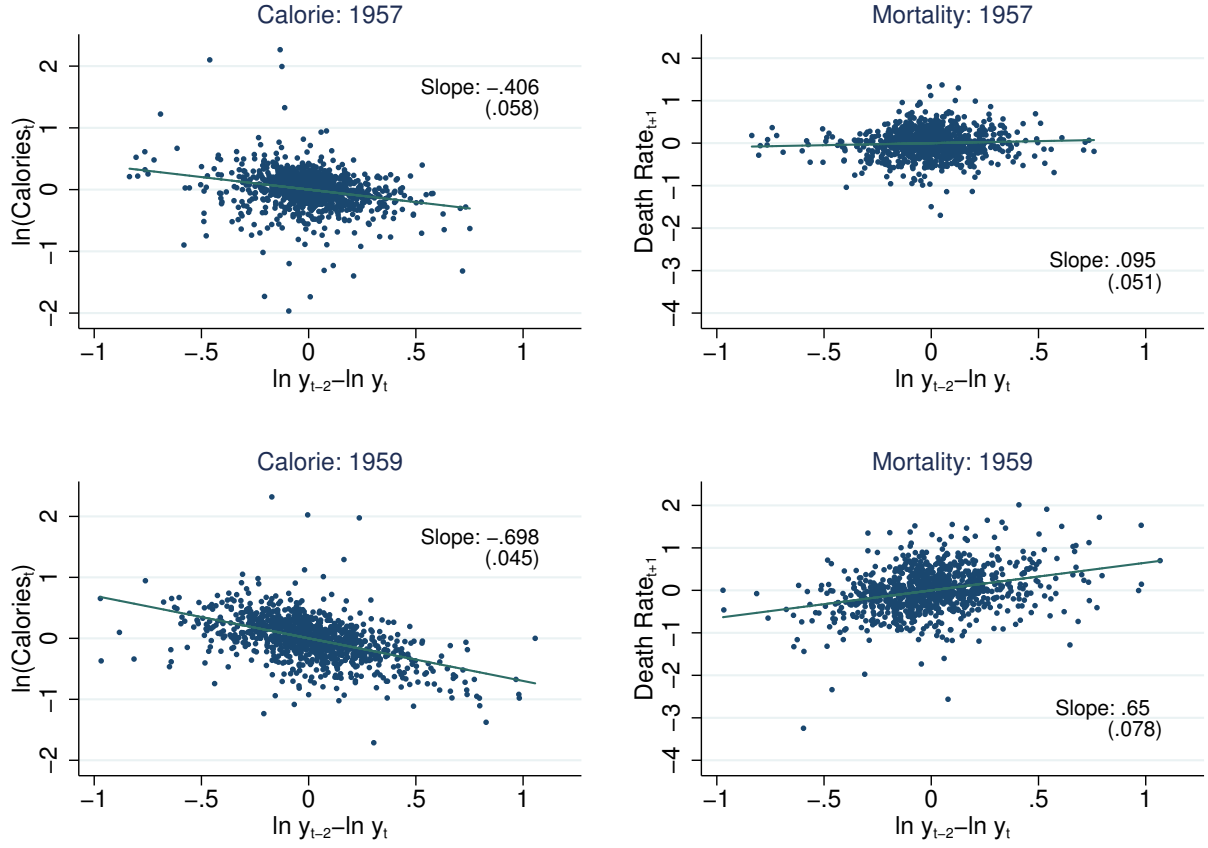 Calorie: 1957
ln(Calories_t)
2
1
0
−1
−2
Slope: −.406
(.058)
−1 −.5 0 .5 1
ln y_t−2−ln y_t
Mortality: 1957
Death Rate_t+1
2
1
0
−1
−2
−3
−4
Slope: .095
(.051)
−1 −.5 0 .5 1
ln y_t−2−ln y_t
Calorie: 1959
ln(Calories_t)
2
1
0
−1
−2
Slope: −.698
(.045)
−1 −.5 0 .5 1
ln y_t−2−ln y_t
Mortality: 1959
Death Rate_t+1
2
1
0
−1
−2
−3
−4
Slope: .65
(.078)
−1 −.5 0 .5 1
ln y_t−2−ln y_t